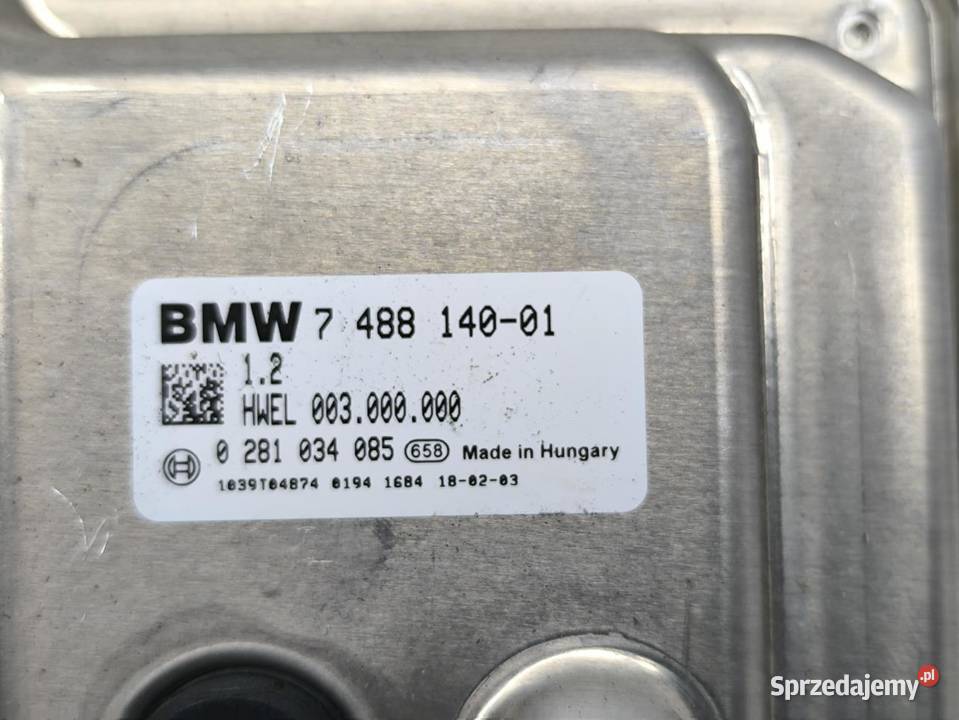 BMW 7 488 140-01
1.2
HWEL 003.000.000
0 281 034 085 658 Made in Hungary
1039T04874 0194 1684 18-02-03
Sprzedajemy.pl